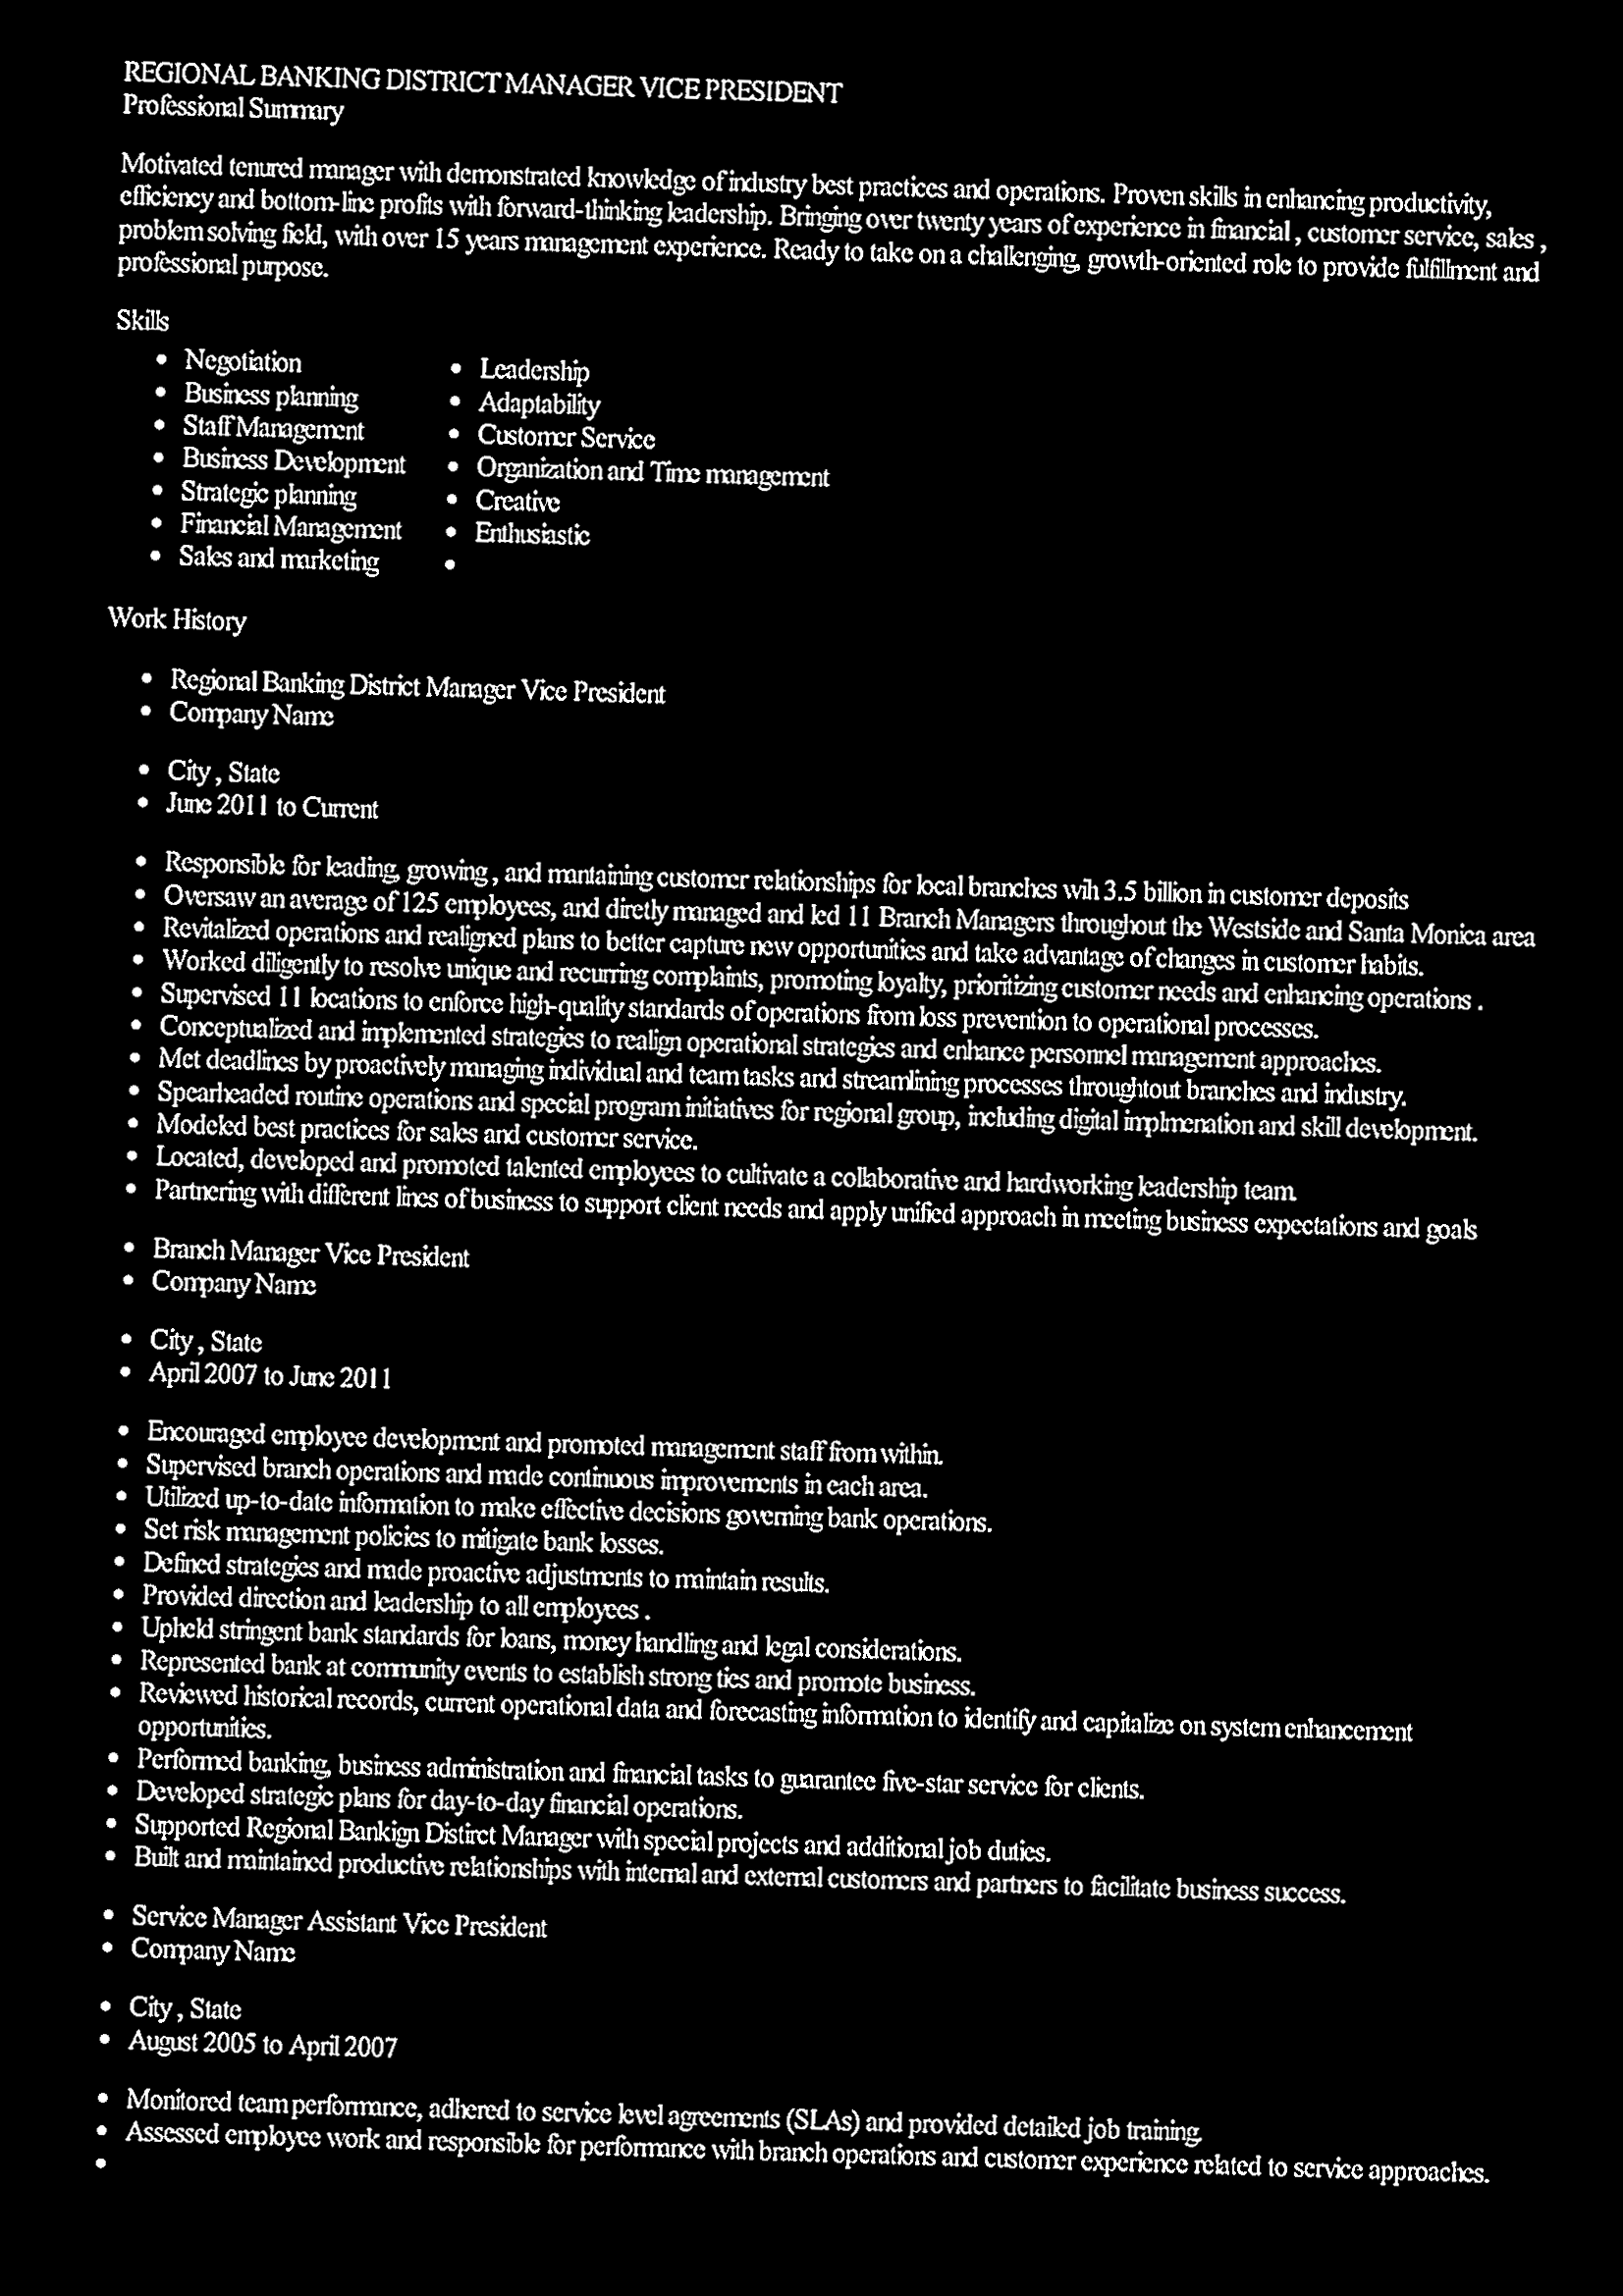 REGIONAL BANKING DISTRICT MANAGER VICE PRESIDENT
Professional Summary
Motivated tenured manager with demonstrated knowledge of industry best practices and operations. Proven skills in enhancing productivity,
efficiency and bottom-line profits with forward-thinking leadership. Bringing over twenty years of experience in financial , customer service, sales ,
problem solving field, with over 15 years management experience. Ready to take on a challenging, growth-oriented role to provide fulfillment and
professional purpose.
Skills
• Negotiation
• Business planning
• Staff Management
• Business Development
• Strategic planning
• Financial Management
• Sales and marketing
• Leadership
• Adaptability
• Customer Service
• Organization and Time management
• Creative
• Enthusiastic
•
Work History
• Regional Banking District Manager Vice President
• Company Name
• City , State
• June 2011 to Current
• Responsible for leading, growing , and mantaining customer relationships for local branches wih 3.5 billion in customer deposits
• Oversaw an average of 125 employees, and diretly managed and led 11 Branch Managers throughout the Westside and Santa Monica area
• Revitalized operations and realigned plans to better capture new opportunities and take advantage of changes in customer habits.
• Worked diligently to resolve unique and recurring complaints, promoting loyalty, prioritizing customer needs and enhancing operations .
• Supervised 11 locations to enforce high-quality standards of operations from loss prevention to operational processes.
• Conceptualized and implemented strategies to realign operational strategies and enhance personnel management approaches.
• Met deadlines by proactively managing individual and team tasks and streamlining processes throughtout branches and industry.
• Spearheaded routine operations and special program initiatives for regional group, including digital implmenation and skill development.
• Modeled best practices for sales and customer service.
• Located, developed and promoted talented employees to cultivate a collaborative and hardworking leadership team.
• Partnering with different lines of business to support client needs and apply unified approach in meeting business expectations and goals
• Branch Manager Vice President
• Company Name
• City , State
• April 2007 to June 2011
• Encouraged employee development and promoted management staff from within.
• Supervised branch operations and made continuous improvements in each area.
• Utilized up-to-date information to make effective decisions governing bank operations.
• Set risk management policies to mitigate bank losses.
• Defined strategies and made proactive adjustments to maintain results.
• Provided direction and leadership to all employees .
• Upheld stringent bank standards for loans, money handling and legal considerations.
• Represented bank at community events to establish strong ties and promote business.
• Reviewed historical records, current operational data and forecasting information to identify and capitalize on system enhancement
opportunities.
• Performed banking, business administration and financial tasks to guarantee five-star service for clients.
• Developed strategic plans for day-to-day financial operations.
• Supported Regional Bankign Distirct Manager with special projects and additional job duties.
• Built and maintained productive relationships with internal and external customers and partners to facilitate business success.
• Service Manager Assistant Vice President
• Company Name
• City , State
• August 2005 to April 2007
• Monitored team performance, adhered to service level agreements (SLAs) and provided detailed job training.
• Assessed employee work and responsible for performance with branch operations and customer experience related to service approaches.
•